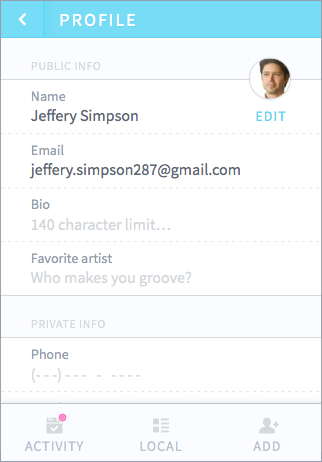 PROFILE
PUBLIC INFO
Name
Jeffery Simpson
EDIT
Email
jeffery.simpson287@gmail.com
Bio
140 character limit...
Favorite artist
Who makes you groove?
PRIVATE INFO
Phone
(---)--- - ----
ACTIVITY
LOCAL
ADD